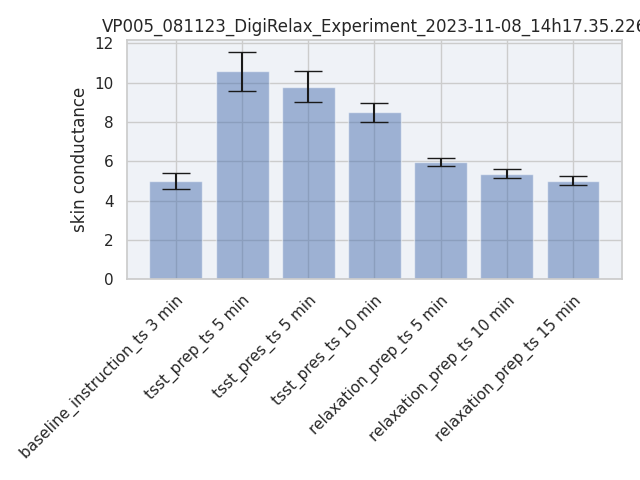 VP005_081123_DigiRelax_Experiment_2023-11-08_14h17.35.226
12
10
8
6
4
2
0
skin conductance
baseline_instruction_ts 3 min
tsst_prep_ts 5 min
tsst_pres_ts 5 min
tsst_pres_ts 10 min
relaxation_prep_ts 5 min
relaxation_prep_ts 10 min
relaxation_prep_ts 15 min